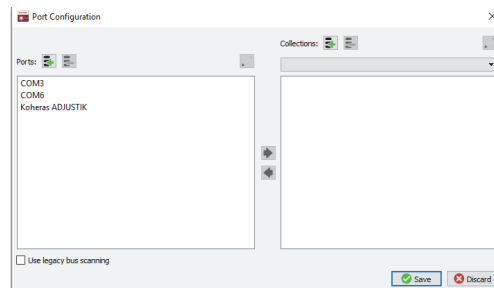 Port Configuration
Collections:
Ports:
COM3
COM6
Koheras ADJUSTIK
Use legacy bus scanning
Save
Discard